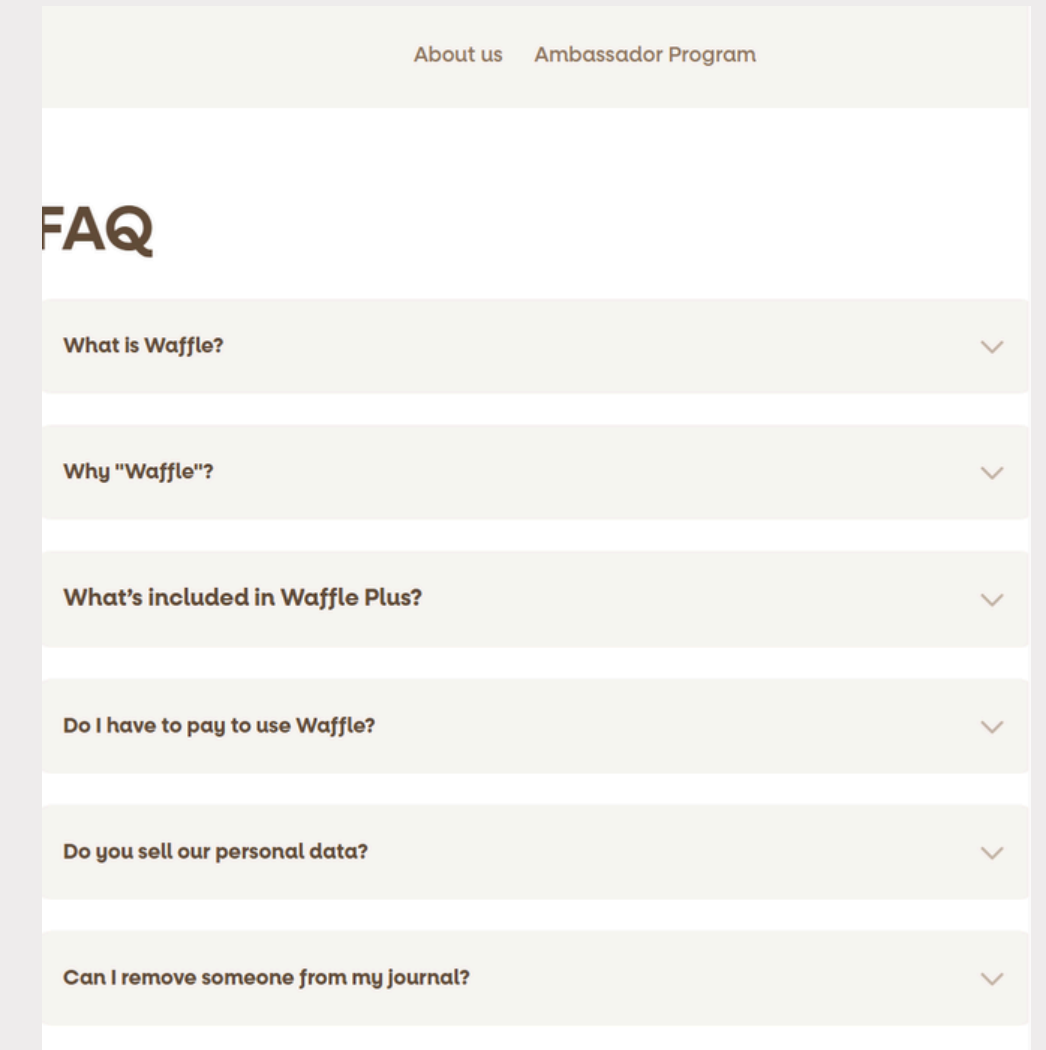 About us Ambassador Program
FAQ
What is Waffle?
Why "Waffle"?
What’s included in Waffle Plus?
Do I have to pay to use Waffle?
Do you sell our personal data?
Can I remove someone from my journal?